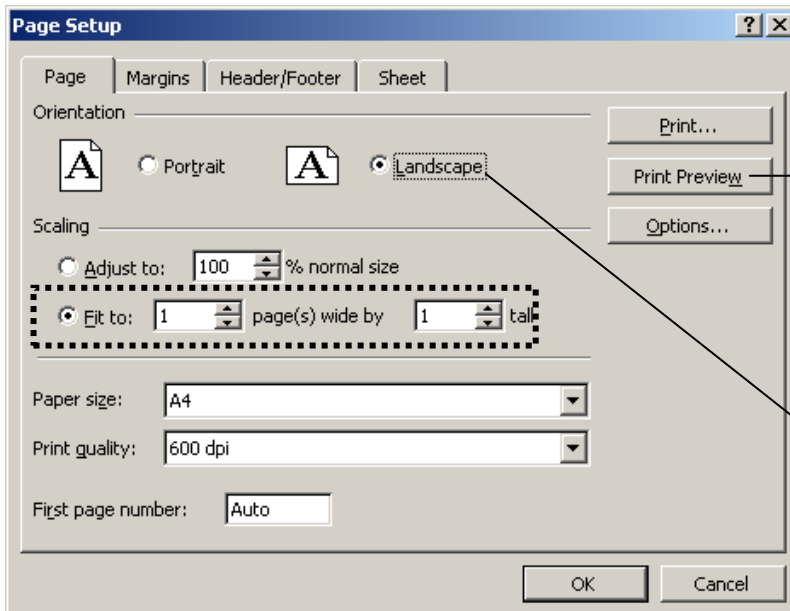 Page Setup
Page Margins Header/Footer Sheet
Orientation
Print...
A Portrait A Landscape
Print Preview
Scaling
Options...
Adjust to: 100 % normal size
Fit to: 1 page(s) wide by 1 tall
Paper size: A4
Print quality: 600 dpi
First page number: Auto
OK Cancel